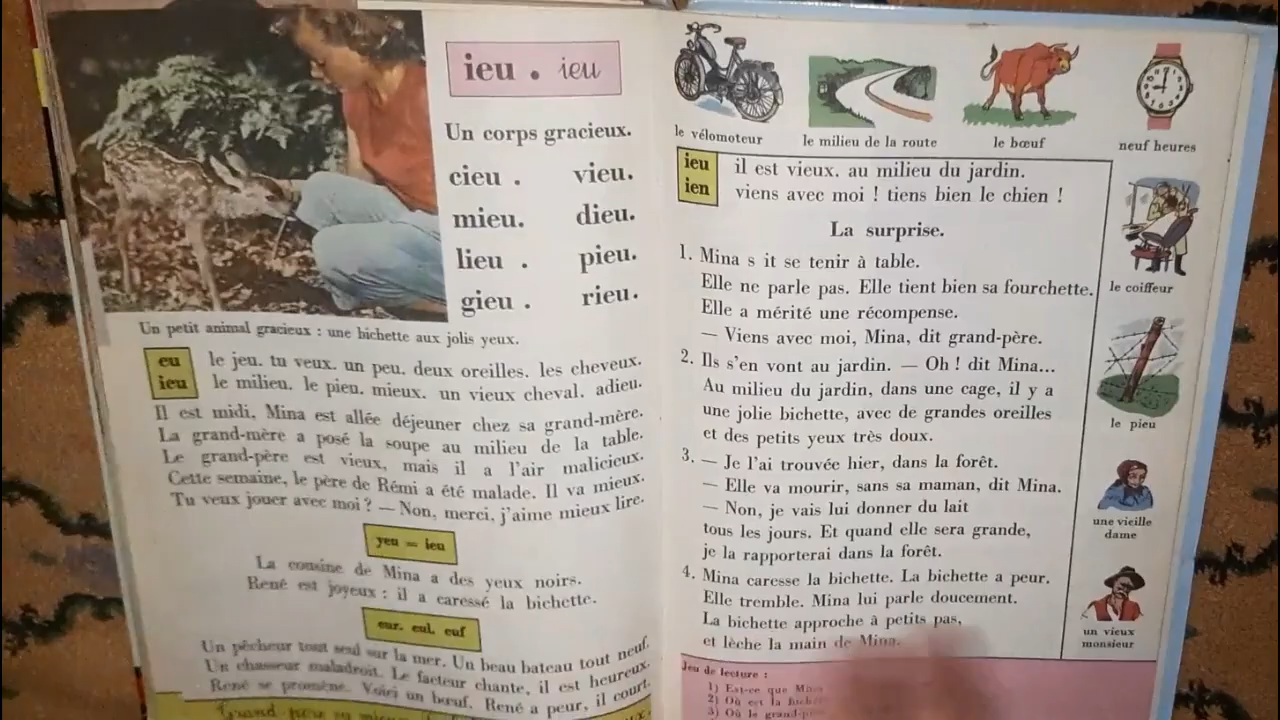 ieu . ieu
Un corps gracieux.
cieu . vieu.
mieu. dieu.
lieu . pieu.
gieu . rieu.
Un petit animal gracieux : une bichette aux jolis yeux.
eu le jeu. tu veux. un peu. deux oreilles. les cheveux.
ieu le milieu. le pieu. mieux. un vieux cheval. adieu.
Il est midi, Mina est allée déjeuner chez sa grand-mère.
La grand-mère a posé la soupe au milieu de la table.
Le grand-père est vieux, mais il a l'air malicieux.
Cette semaine, le père de Rémi a été malade. Il va mieux.
Tu veux jouer avec moi ? — Non, merci, j'aime mieux lire.
yeu = ieu
La cousine de Mina a des yeux noirs.
René est joyeux : il a caressé la bichette.
eur. eul. euf
Un pêcheur tout seul sur la mer. Un beau bateau tout neuf.
Un chasseur maladroit. Le facteur chante, il est heureux.
René se promène. Voici un bœuf. René a peur, il court.
le vélomoteur
le milieu de la route
le bœuf
neuf heures
ieu il est vieux. au milieu du jardin.
ien viens avec moi ! tiens bien le chien !
La surprise.
1. Mina s it se tenir à table.
Elle ne parle pas. Elle tient bien sa fourchette.
Elle a mérité une récompense.
— Viens avec moi, Mina, dit grand-père.
2. Ils s'en vont au jardin. — Oh ! dit Mina...
Au milieu du jardin, dans une cage, il y a
une jolie bichette, avec de grandes oreilles
et des petits yeux très doux.
3. — Je l'ai trouvée hier, dans la forêt.
— Elle va mourir, sans sa maman, dit Mina.
— Non, je vais lui donner du lait
tous les jours. Et quand elle sera grande,
je la rapporterai dans la forêt.
4. Mina caresse la bichette. La bichette a peur.
Elle tremble. Mina lui parle doucement.
La bichette approche à petits pas,
et lèche la main de Mina.
le coiffeur
le pieu
une vieille
dame
un vieux
monsieur
Jeu de lecture :
1) Est-ce que
2) Où est la
3) Où le